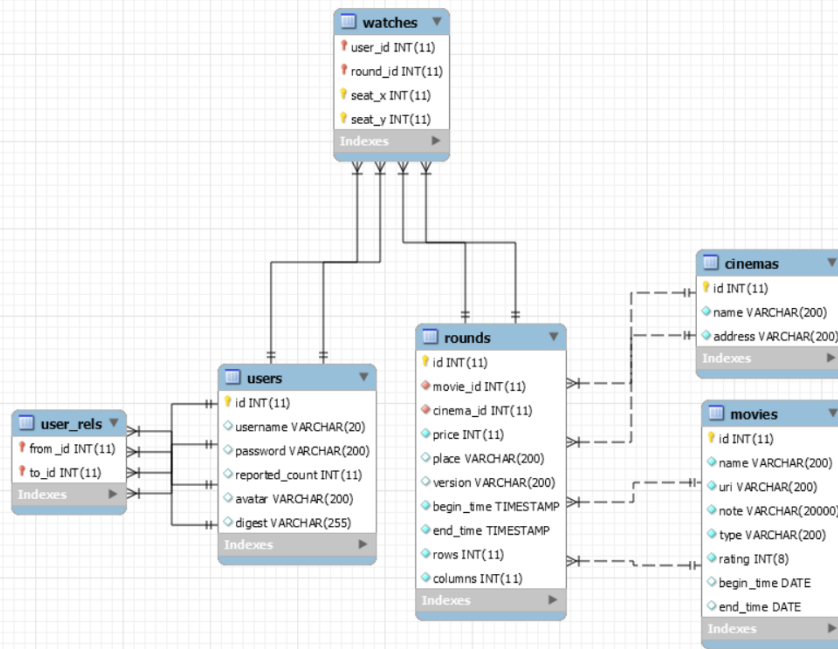 watches
user_id INT(11)
round_id INT(11)
seat_x INT(11)
seat_y INT(11)
Indexes
cinemas
id INT(11)
name VARCHAR(200)
address VARCHAR(200)
Indexes
rounds
id INT(11)
movie_id INT(11)
cinema_id INT(11)
price INT(11)
place VARCHAR(200)
version VARCHAR(200)
begin_time TIMESTAMP
end_time TIMESTAMP
rows INT(11)
columns INT(11)
Indexes
users
id INT(11)
username VARCHAR(20)
password VARCHAR(200)
reported_count INT(11)
avatar VARCHAR(200)
digest VARCHAR(255)
Indexes
user_rels
from_id INT(11)
to_id INT(11)
Indexes
movies
id INT(11)
name VARCHAR(200)
uri VARCHAR(200)
note VARCHAR(20000)
type VARCHAR(200)
rating INT(8)
begin_time DATE
end_time DATE
Indexes